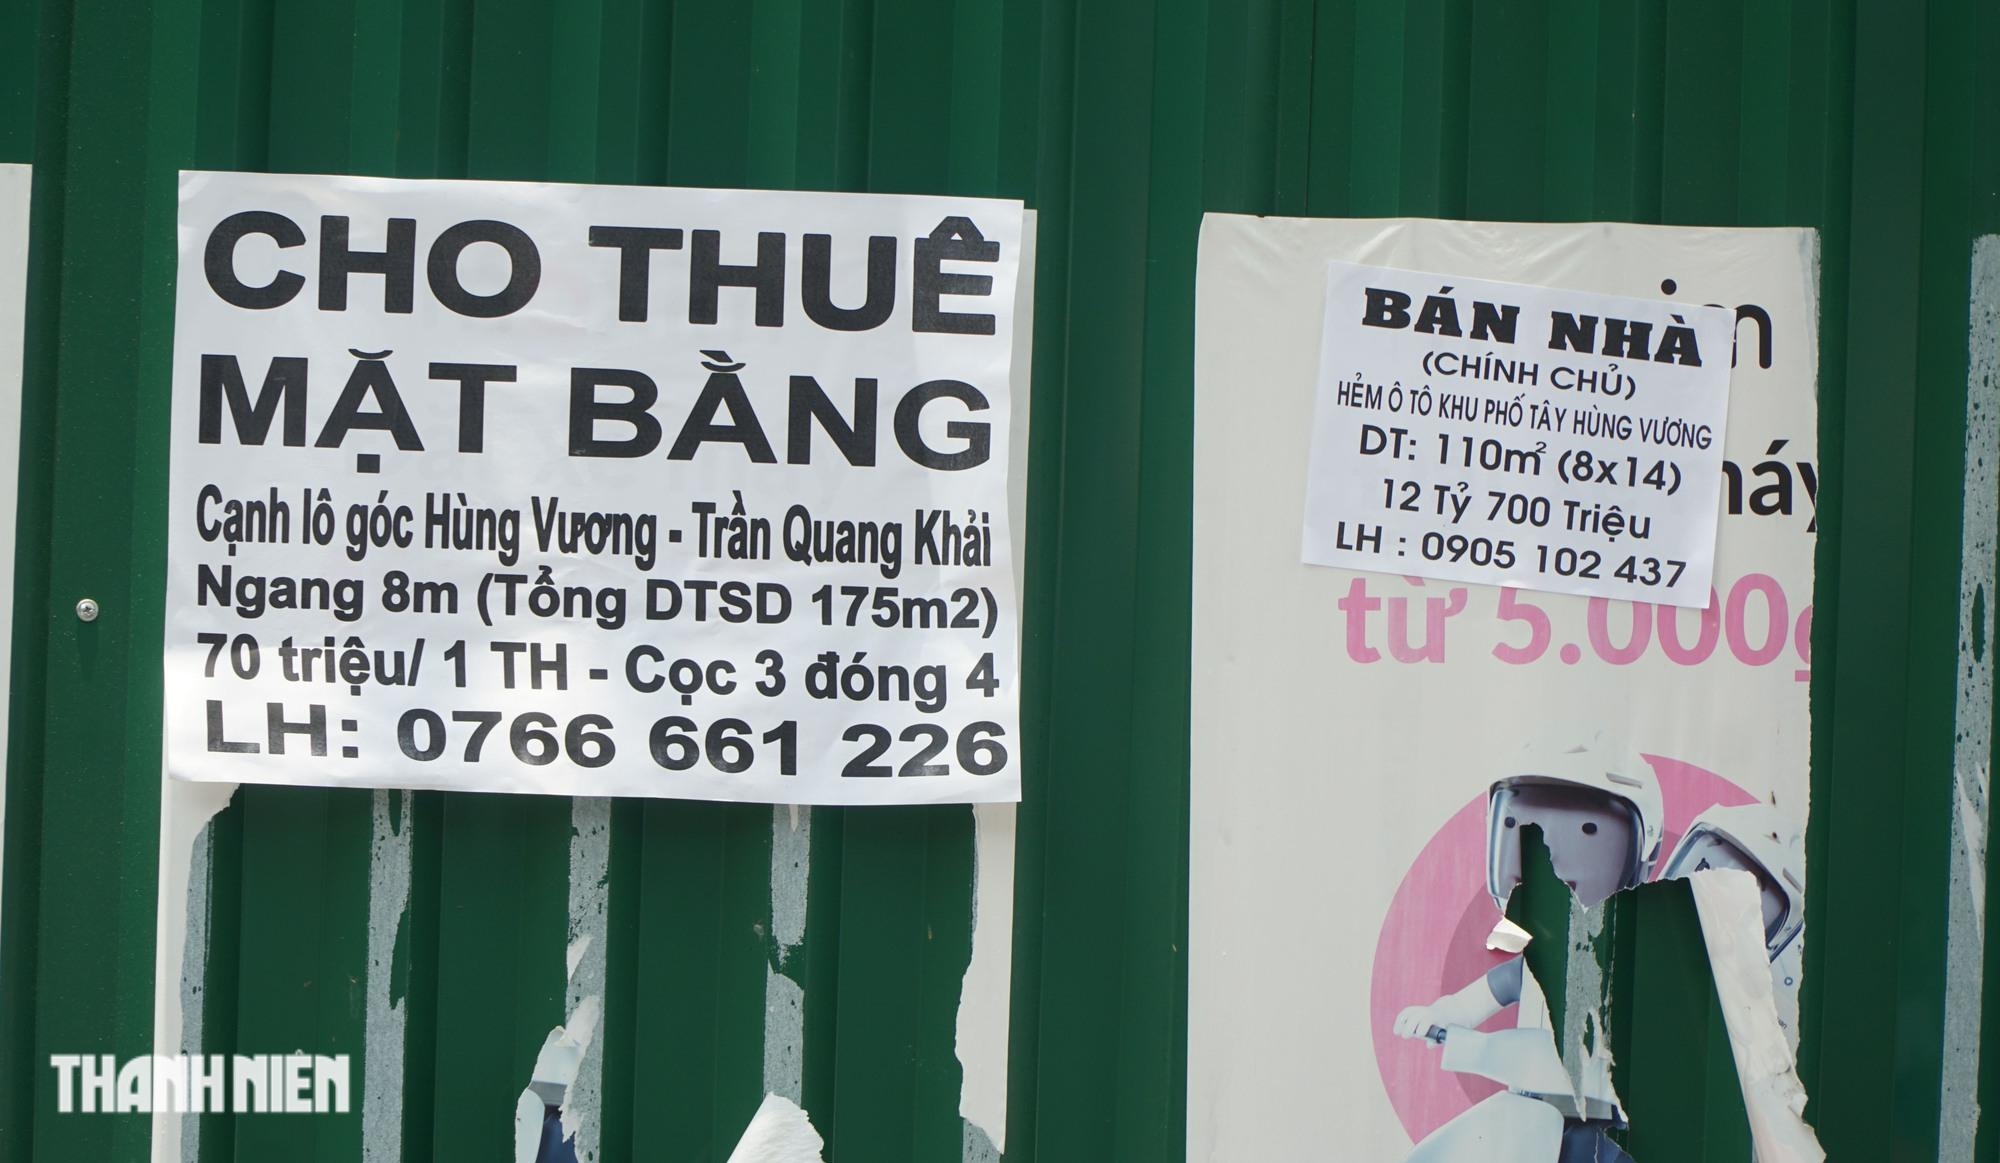 CHO THUÊ
MẶT BẰNG
Cạnh lô góc Hùng Vương - Trần Quang Khải
Ngang 8m (Tổng DTSD 175m2)
70 triệu/ 1 TH - Cọc 3 đóng 4
LH: 0766 661 226
BÁN NHÀ
(CHÍNH CHỦ)
HẺM Ô TÔ KHU PHỐ TÂY HÙNG VƯƠNG
DT: 110m² (8x14)
12 Tỷ 700 Triệu
LH : 0905 102 437
từ 5.000đ
THANH NIÊN